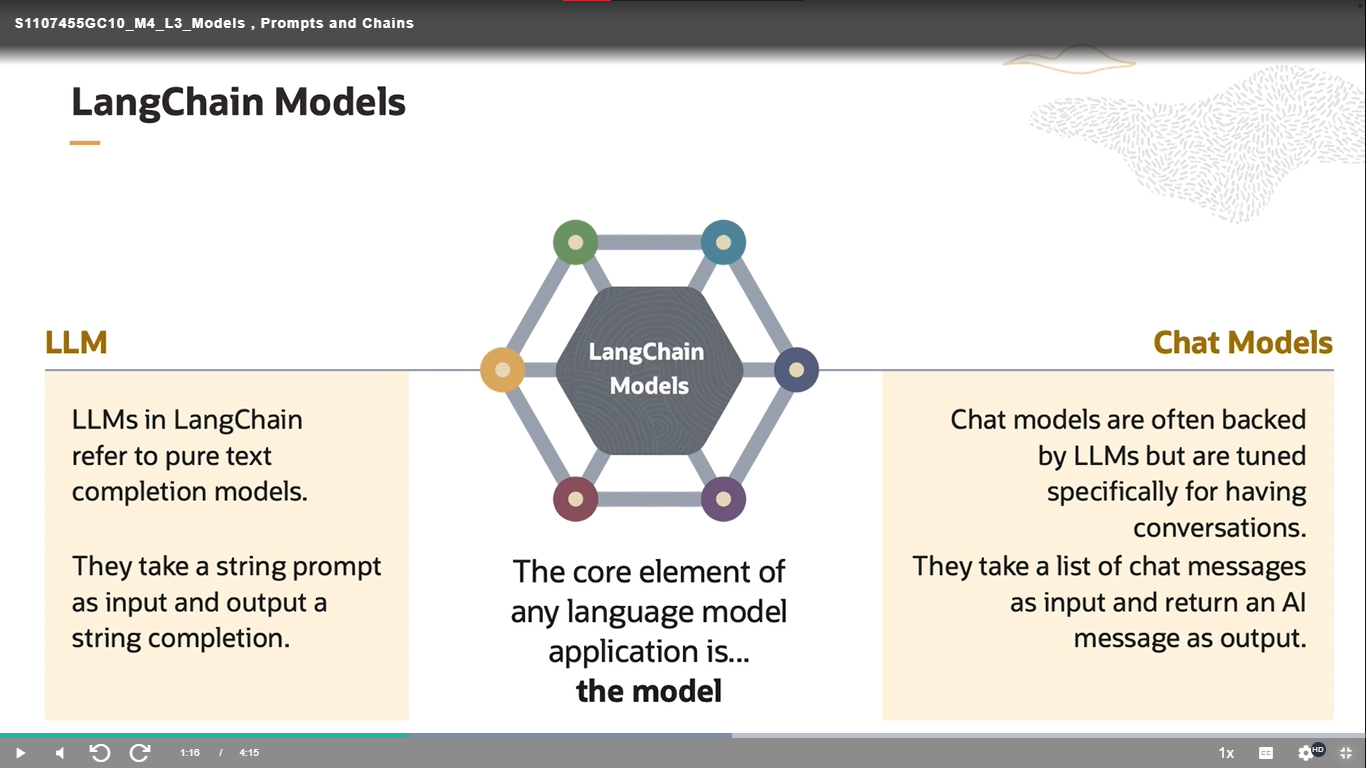 S1107455GC10_M4_L3_Models , Prompts and Chains
LangChain Models
LLM
LLMs in LangChain
refer to pure text
completion models.
They take a string prompt
as input and output a
string completion.
LangChain
Models
The core element of
any language model
application is...
the model
Chat Models
Chat models are often backed
by LLMs but are tuned
specifically for having
conversations.
They take a list of chat messages
as input and return an AI
message as output.
1:16 / 4:15
1x
CC
HD